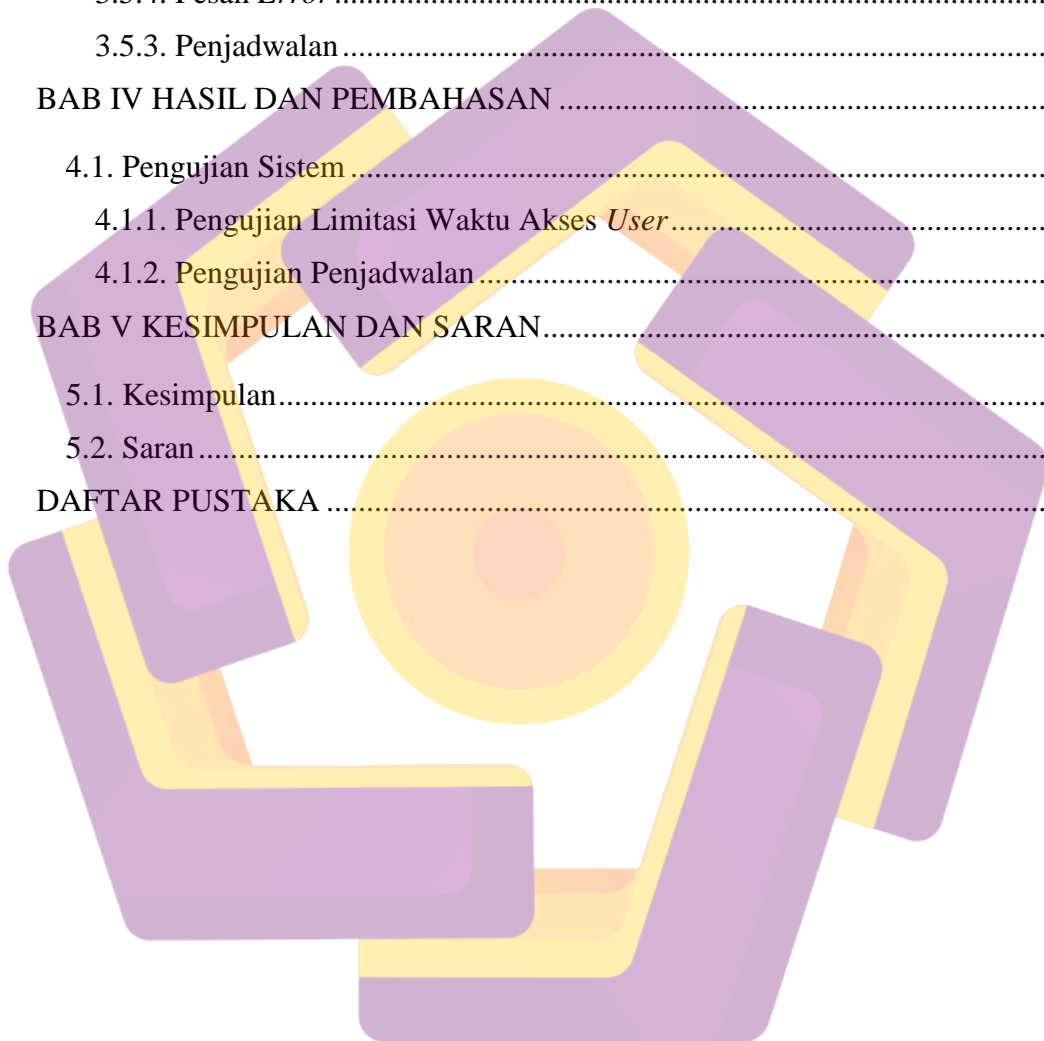 Pesan Error ..........................................................................................
3.5.3. Penjadwalan ..........................................................................................
BAB IV HASIL DAN PEMBAHASAN ..............................................................
4.1. Pengujian Sistem ..........................................................................................
4.1.1. Pengujian Limitasi Waktu Akses User ................................................
4.1.2. Pengujian Penjadwalan ........................................................................
BAB V KESIMPULAN DAN SARAN ................................................................
5.1. Kesimpulan ..................................................................................................
5.2. Saran ............................................................................................................
DAFTAR PUSTAKA ............................................................................................